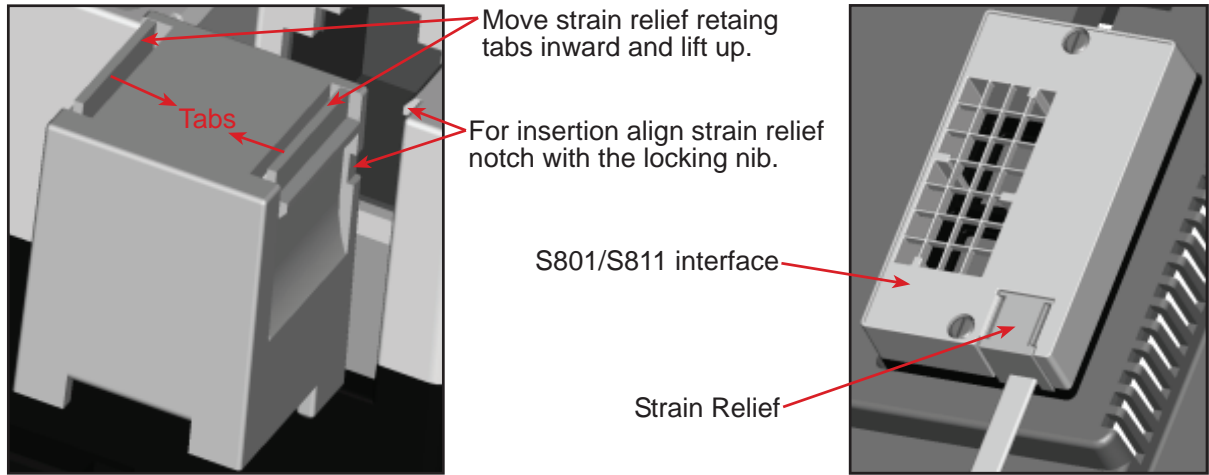 Move strain relief retaing
tabs inward and lift up.
Tabs
For insertion align strain relief
notch with the locking nib.
S801/S811 interface
Strain Relief